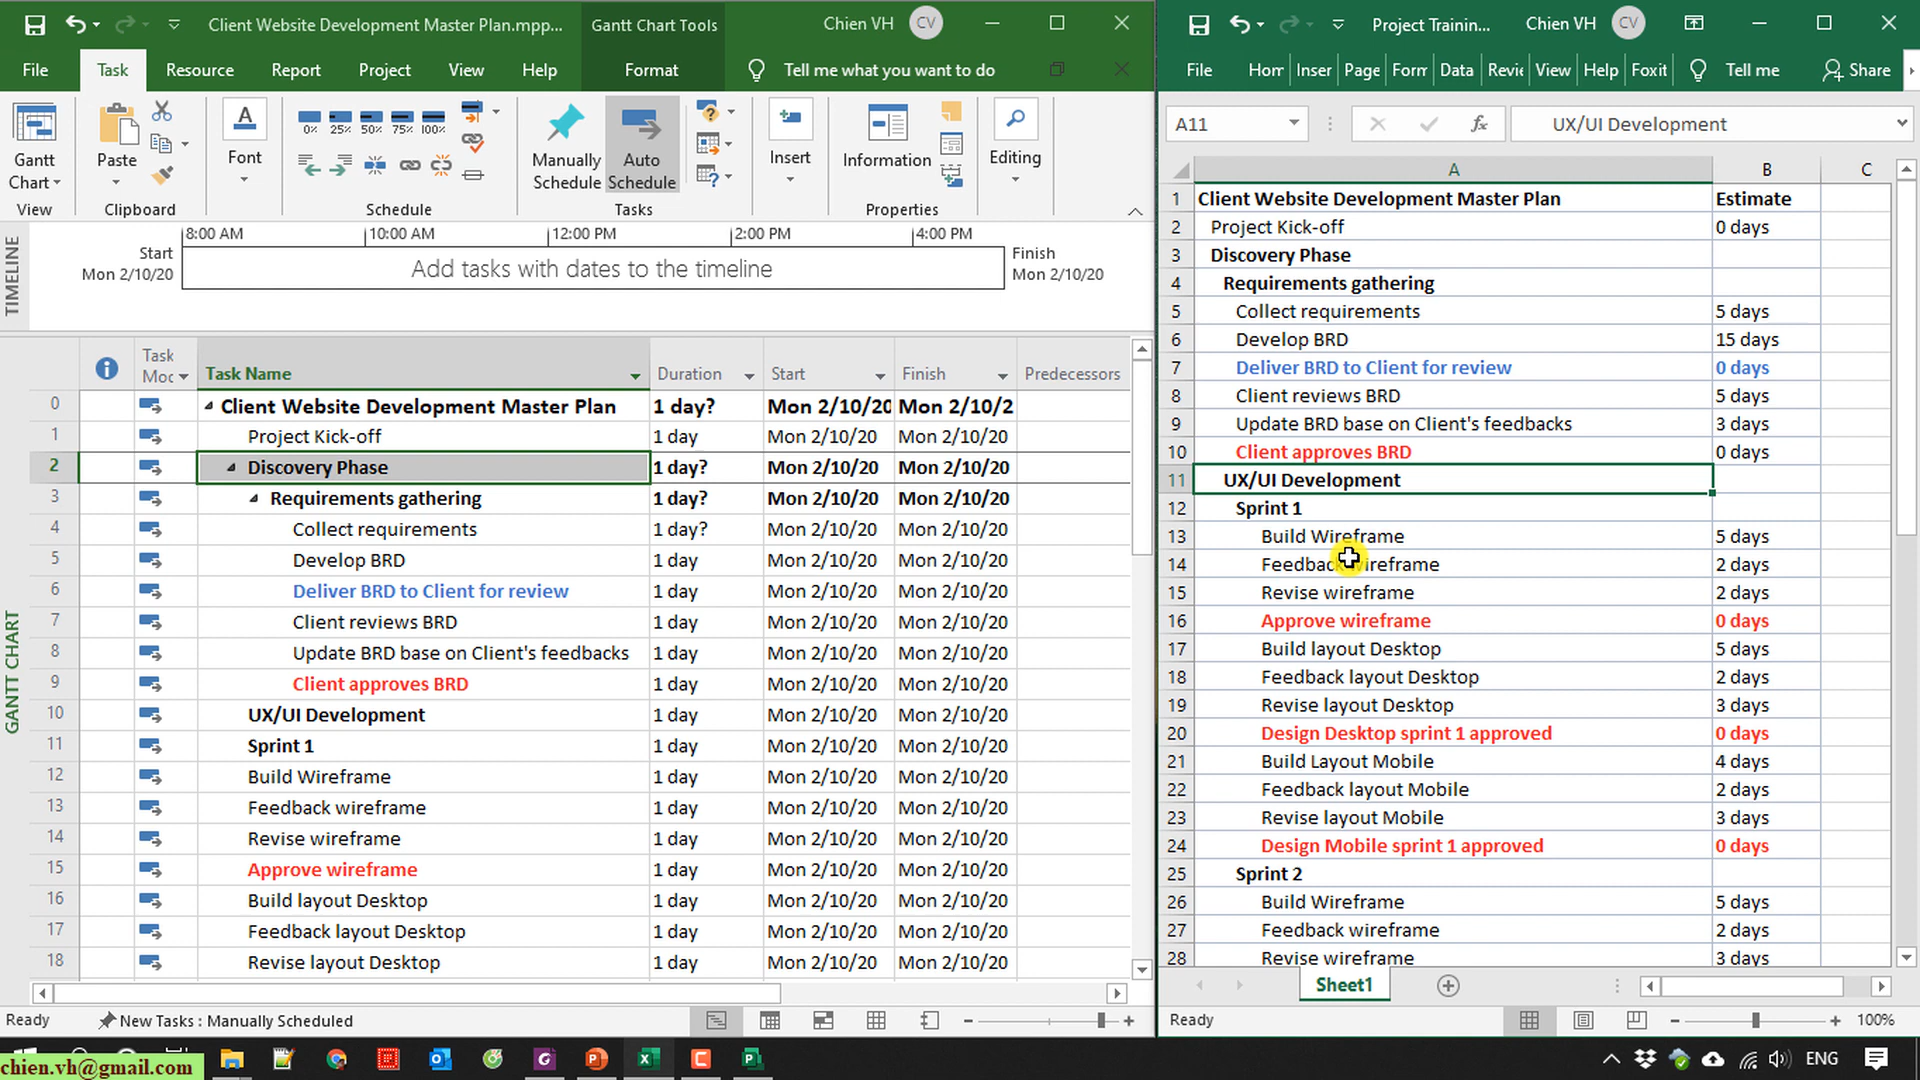 Client Website Development Master Plan.mpp...
Gantt Chart Tools
Chien VH
CV
File
Task
Resource
Report
Project
View
Help
Format
Tell me what you want to do
Gantt
Chart
View
Paste
Clipboard
A
Font
0%
25%
50%
75%
100%
Schedule
Manually
Schedule
Auto
Schedule
Tasks
Insert
Information
Properties
Editing
TIMELINE
8:00 AM
10:00 AM
12:00 PM
2:00 PM
4:00 PM
Start
Mon 2/10/20
Add tasks with dates to the timeline
Finish
Mon 2/10/20
GANTT CHART
Task
Moc
Task Name
Duration
Start
Finish
Predecessors
0 Client Website Development Master Plan 1 day? Mon 2/10/20 Mon 2/10/2
1 Project Kick-off 1 day Mon 2/10/20 Mon 2/10/20
2 Discovery Phase 1 day? Mon 2/10/20 Mon 2/10/20
3 Requirements gathering 1 day? Mon 2/10/20 Mon 2/10/20
4 Collect requirements 1 day? Mon 2/10/20 Mon 2/10/20
5 Develop BRD 1 day Mon 2/10/20 Mon 2/10/20
6 Deliver BRD to Client for review 1 day Mon 2/10/20 Mon 2/10/20
7 Client reviews BRD 1 day Mon 2/10/20 Mon 2/10/20
8 Update BRD base on Client's feedbacks 1 day Mon 2/10/20 Mon 2/10/20
9 Client approves BRD 1 day Mon 2/10/20 Mon 2/10/20
10 UX/UI Development 1 day Mon 2/10/20 Mon 2/10/20
11 Sprint 1 1 day Mon 2/10/20 Mon 2/10/20
12 Build Wireframe 1 day Mon 2/10/20 Mon 2/10/20
13 Feedback wireframe 1 day Mon 2/10/20 Mon 2/10/20
14 Revise wireframe 1 day Mon 2/10/20 Mon 2/10/20
15 Approve wireframe 1 day Mon 2/10/20 Mon 2/10/20
16 Build layout Desktop 1 day Mon 2/10/20 Mon 2/10/20
17 Feedback layout Desktop 1 day Mon 2/10/20 Mon 2/10/20
18 Revise layout Desktop 1 day Mon 2/10/20 Mon 2/10/20
Ready
New Tasks : Manually Scheduled
Project Trainin...
Chien VH
CV
File
Hom
Inser
Page
Form
Data
Revie
View
Help
Foxit
Tell me
Share
A11
fx
UX/UI Development
A
B
C
1 Client Website Development Master Plan Estimate
2 Project Kick-off 0 days
3 Discovery Phase
4 Requirements gathering
5 Collect requirements 5 days
6 Develop BRD 15 days
7 Deliver BRD to Client for review 0 days
8 Client reviews BRD 5 days
9 Update BRD base on Client's feedbacks 3 days
10 Client approves BRD 0 days
11 UX/UI Development
12 Sprint 1
13 Build Wireframe 5 days
14 Feedback wireframe 2 days
15 Revise wireframe 2 days
16 Approve wireframe 0 days
17 Build layout Desktop 5 days
18 Feedback layout Desktop 2 days
19 Revise layout Desktop 3 days
20 Design Desktop sprint 1 approved 0 days
21 Build Layout Mobile 4 days
22 Feedback layout Mobile 2 days
23 Revise layout Mobile 3 days
24 Design Mobile sprint 1 approved 0 days
25 Sprint 2
26 Build Wireframe 5 days
27 Feedback wireframe 2 days
28 Revise wireframe 3 days
Sheet1
Ready
100%
chien.vh@gmail.com
ENG